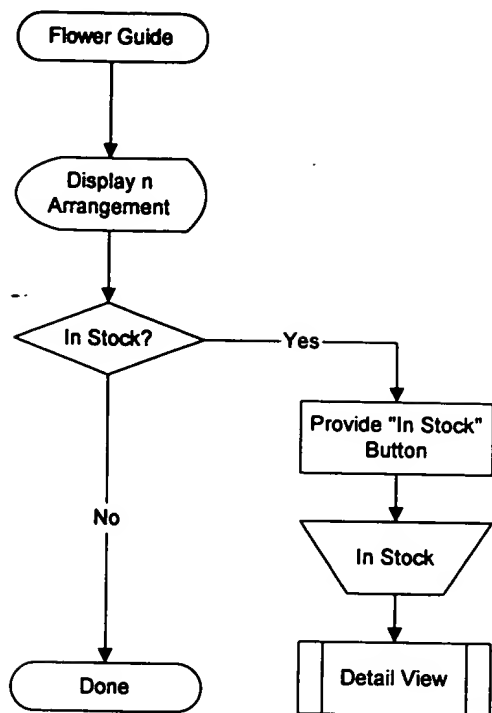 Flower Guide
Display n
Arrangement
In Stock?
Yes
Provide "In Stock"
Button
No
In Stock
Done
Detail View